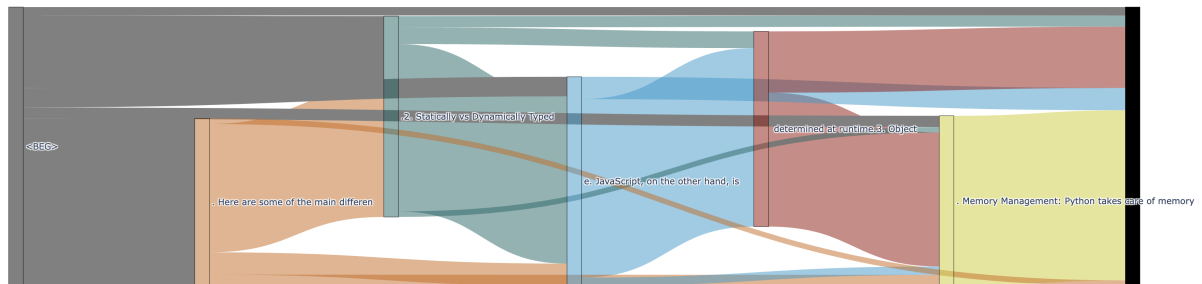 <BEG>
. Here are some of the main differen
.2. Statically vs Dynamically Typed
e. JavaScript, on the other hand, is
determined at runtime.3. Object
. Memory Management: Python takes care of memory